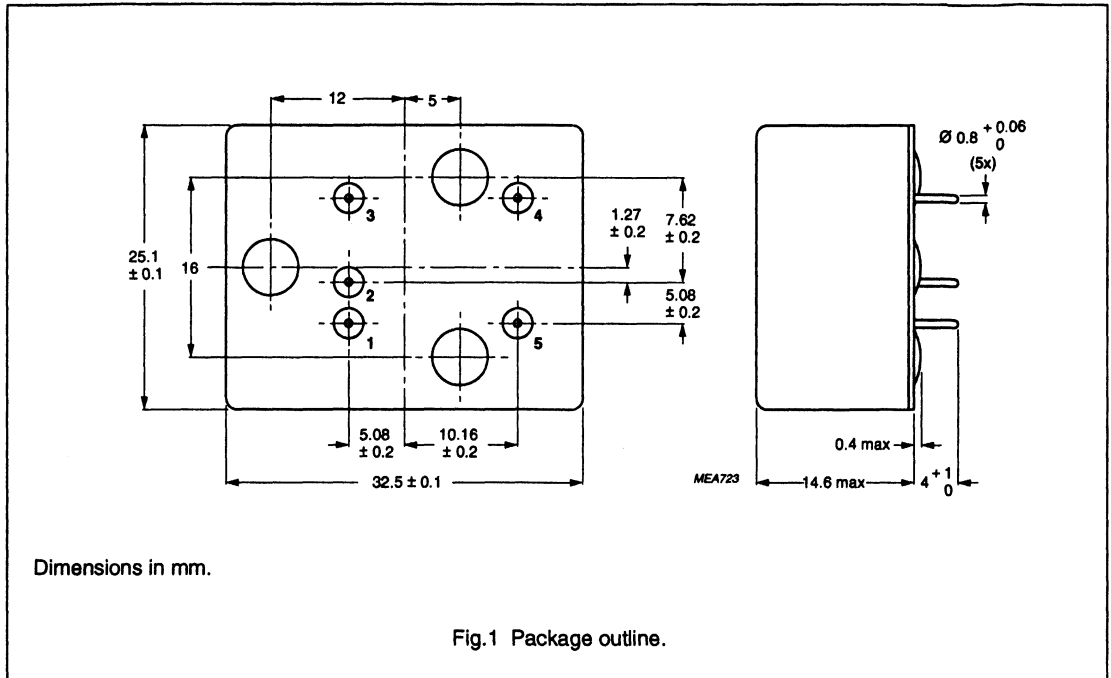 12
5
Ø 0.8 + 0.06
0
(5x)
3
4
1.27
± 0.2
7.62
± 0.2
25.1
± 0.1
16
2
5.08
± 0.2
1
5
5.08
± 0.2
10.16
± 0.2
0.4 max
32.5 ± 0.1
MEA723
14.6 max
4 + 1
0
Dimensions in mm.
Fig.1 Package outline.